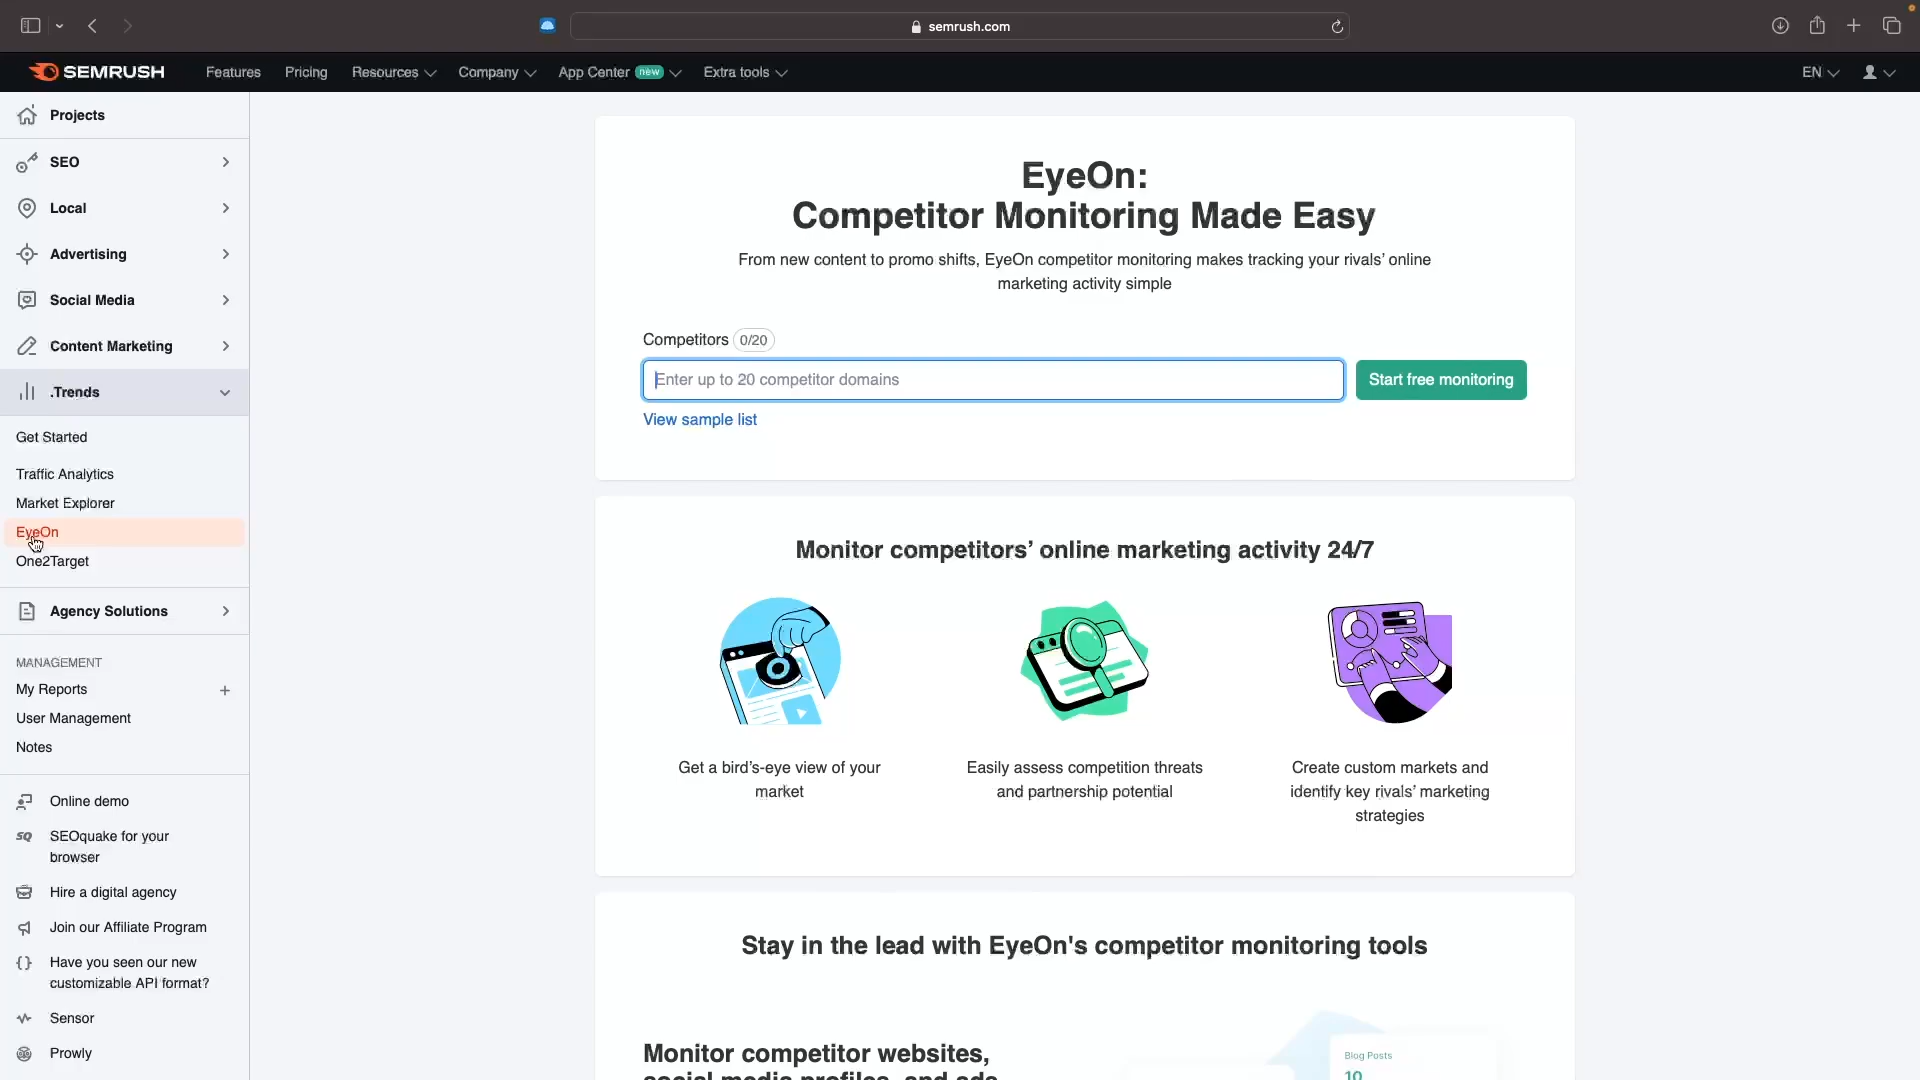 semrush.com
SEMRUSH
Features
Pricing
Resources
Company
App Center new
Extra tools
EN
Projects
SEO
Local
Advertising
Social Media
Content Marketing
.Trends
Get Started
Traffic Analytics
Market Explorer
EyeOn
One2Target
Agency Solutions
MANAGEMENT
My Reports
User Management
Notes
Online demo
SQ
SEOquake for your
browser
Hire a digital agency
Join our Affiliate Program
Have you seen our new
customizable API format?
Sensor
Prowly
EyeOn:
Competitor Monitoring Made Easy
From new content to promo shifts, EyeOn competitor monitoring makes tracking your rivals’ online
marketing activity simple
Competitors 0/20
Enter up to 20 competitor domains
Start free monitoring
View sample list
Monitor competitors’ online marketing activity 24/7
Get a bird’s-eye view of your
market
Easily assess competition threats
and partnership potential
Create custom markets and
identify key rivals’ marketing
strategies
Stay in the lead with EyeOn's competitor monitoring tools
Monitor competitor websites,
social media profiles, and ads
Blog Posts
10